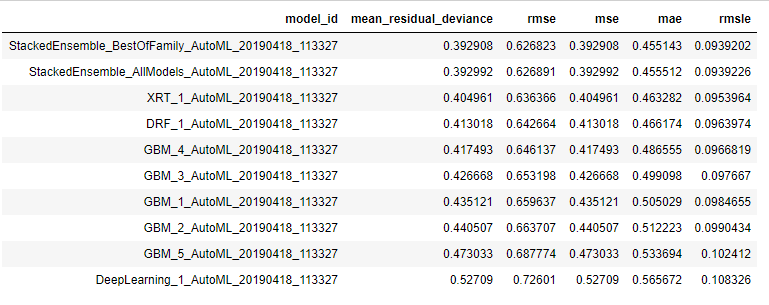 model_id mean_residual_deviance rmse mse mae rmsle
StackedEnsemble_BestOfFamily_AutoML_20190418_113327 0.392908 0.626823 0.392908 0.455143 0.0939202
StackedEnsemble_AllModels_AutoML_20190418_113327 0.392992 0.626891 0.392992 0.455512 0.0939226
XRT_1_AutoML_20190418_113327 0.404961 0.636366 0.404961 0.463282 0.0953964
DRF_1_AutoML_20190418_113327 0.413018 0.642664 0.413018 0.466174 0.0963974
GBM_4_AutoML_20190418_113327 0.417493 0.646137 0.417493 0.486555 0.0966819
GBM_3_AutoML_20190418_113327 0.426668 0.653198 0.426668 0.499098 0.097667
GBM_1_AutoML_20190418_113327 0.435121 0.659637 0.435121 0.505029 0.0984655
GBM_2_AutoML_20190418_113327 0.440507 0.663707 0.440507 0.512223 0.0990434
GBM_5_AutoML_20190418_113327 0.473033 0.687774 0.473033 0.533694 0.102412
DeepLearning_1_AutoML_20190418_113327 0.52709 0.72601 0.52709 0.565672 0.108326